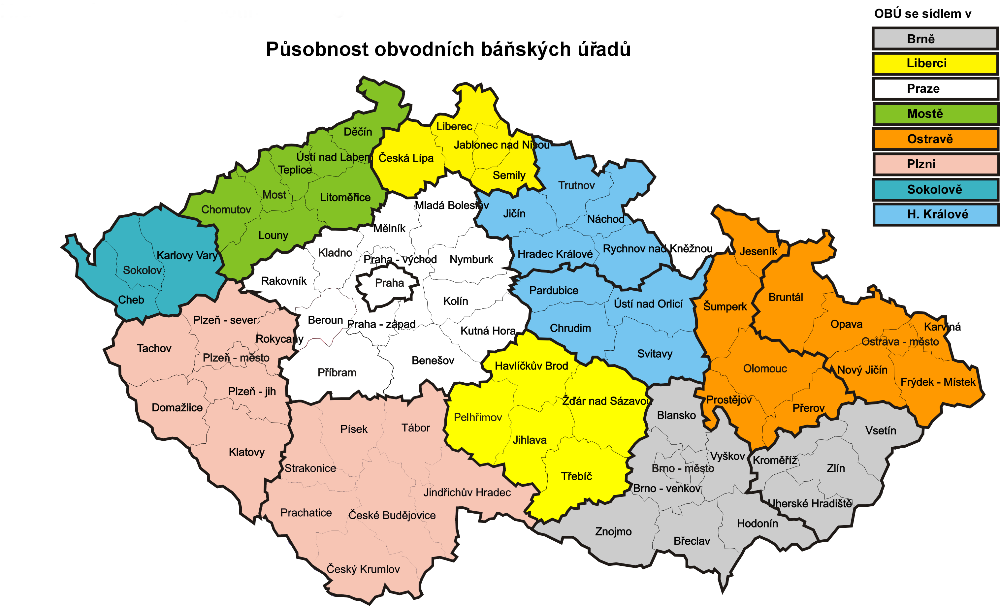 OBÚ se sídlem v
Brně
Liberci
Praze
Mostě
Ostravě
Plzni
Sokolově
H. Králové
Působnost obvodních báňských úřadů
Děčín
Liberec
Jablonec nad Nisou
Ústí nad Labem
Česká Lípa
Teplice
Semily
Trutnov
Most
Litoměřice
Mladá Boleslav
Chomutov
Jičín
Náchod
Mělník
Louny
Kladno
Rychnov nad Kněžnou
Jeseník
Karlovy Vary
Hradec Králové
Praha - východ
Nymburk
Sokolov
Rakovník
Praha
Pardubice
Bruntál
Cheb
Kolín
Ústí nad Orlicí
Šumperk
Plzeň - sever
Beroun
Praha - západ
Opava
Karviná
Chrudim
Kutná Hora
Rokycany
Ostrava - město
Tachov
Svitavy
Plzeň - město
Benešov
Havlíčkův Brod
Olomouc
Nový Jičín
Příbram
Frýdek - Místek
Plzeň - jih
Žďár nad Sázavou
Prostějov
Domažlice
Přerov
Blansko
Pelhřimov
Písek
Tábor
Vsetín
Jihlava
Klatovy
Vyškov
Kroměříž
Strakonice
Brno - město
Zlín
Třebíč
Brno - venkov
Jindřichův Hradec
Uherské Hradiště
Prachatice
České Budějovice
Hodonín
Znojmo
Břeclav
Český Krumlov